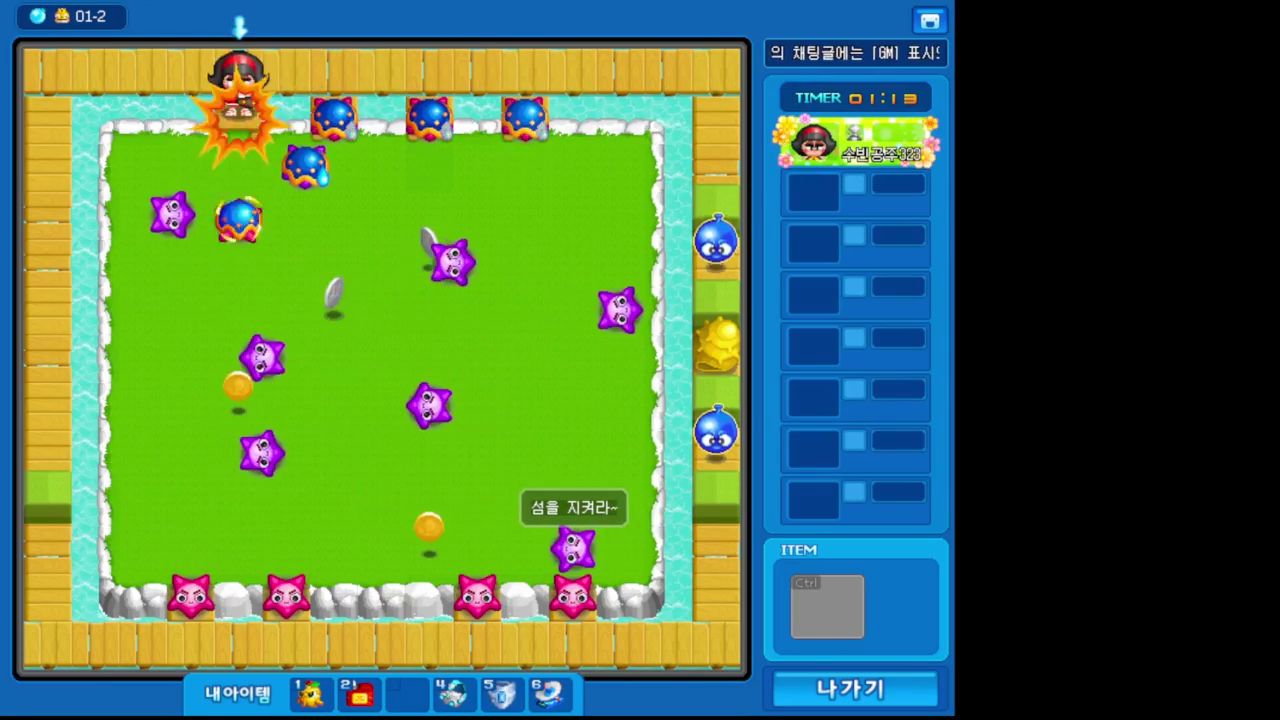 01-2
의 채팅글에는 [GM] 표시
TIMER 01:13
수빈공주323
섬을 지켜라~
ITEM
Ctrl
내아이템
1
2
4
5
6
나가기